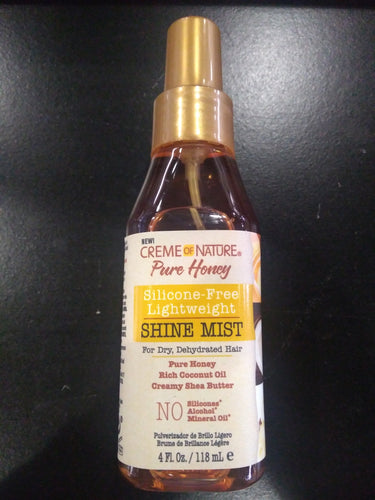 NEW!
CREME OF NATURE®
Pure Honey
Silicone-Free
Lightweight
SHINE MIST
For Dry, Dehydrated Hair
Pure Honey
Rich Coconut Oil
Creamy Shea Butter
NO Silicones*
Alcohol*
Mineral Oil*
Pulverizador de Brillo Ligero
Brume de Brillance Légère
4 Fl. Oz. / 118 mL e